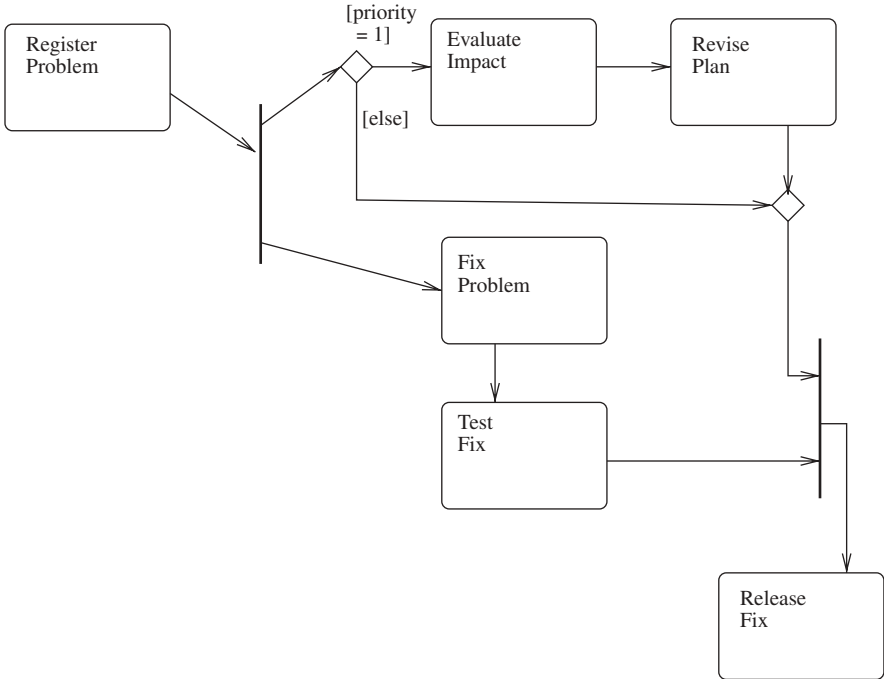 [priority
= 1]
Register
Problem
Evaluate
Impact
Revise
Plan
[else]
Fix
Problem
Test
Fix
Release
Fix